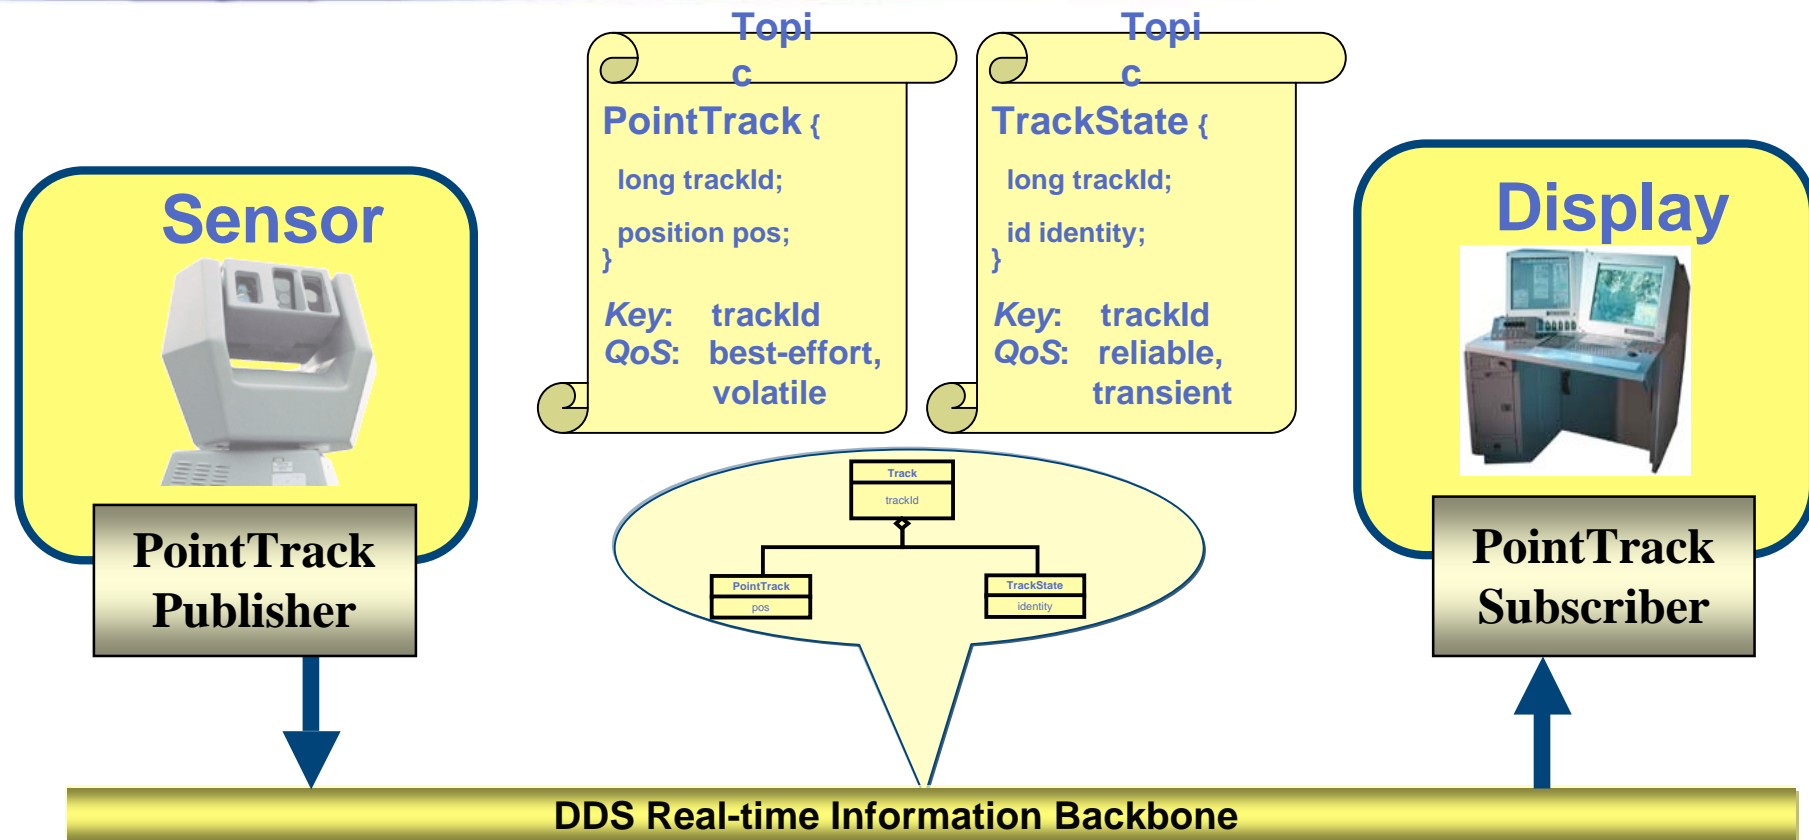 Topi
c
PointTrack {
long trackId;
position pos;
}
Key: trackId
QoS: best-effort,
volatile
Topi
c
TrackState {
long trackId;
id identity;
}
Key: trackId
QoS: reliable,
transient
Sensor
PointTrack
Publisher
Display
PointTrack
Subscriber
Track
trackId
PointTrack
pos
TrackState
identity
DDS Real-time Information Backbone